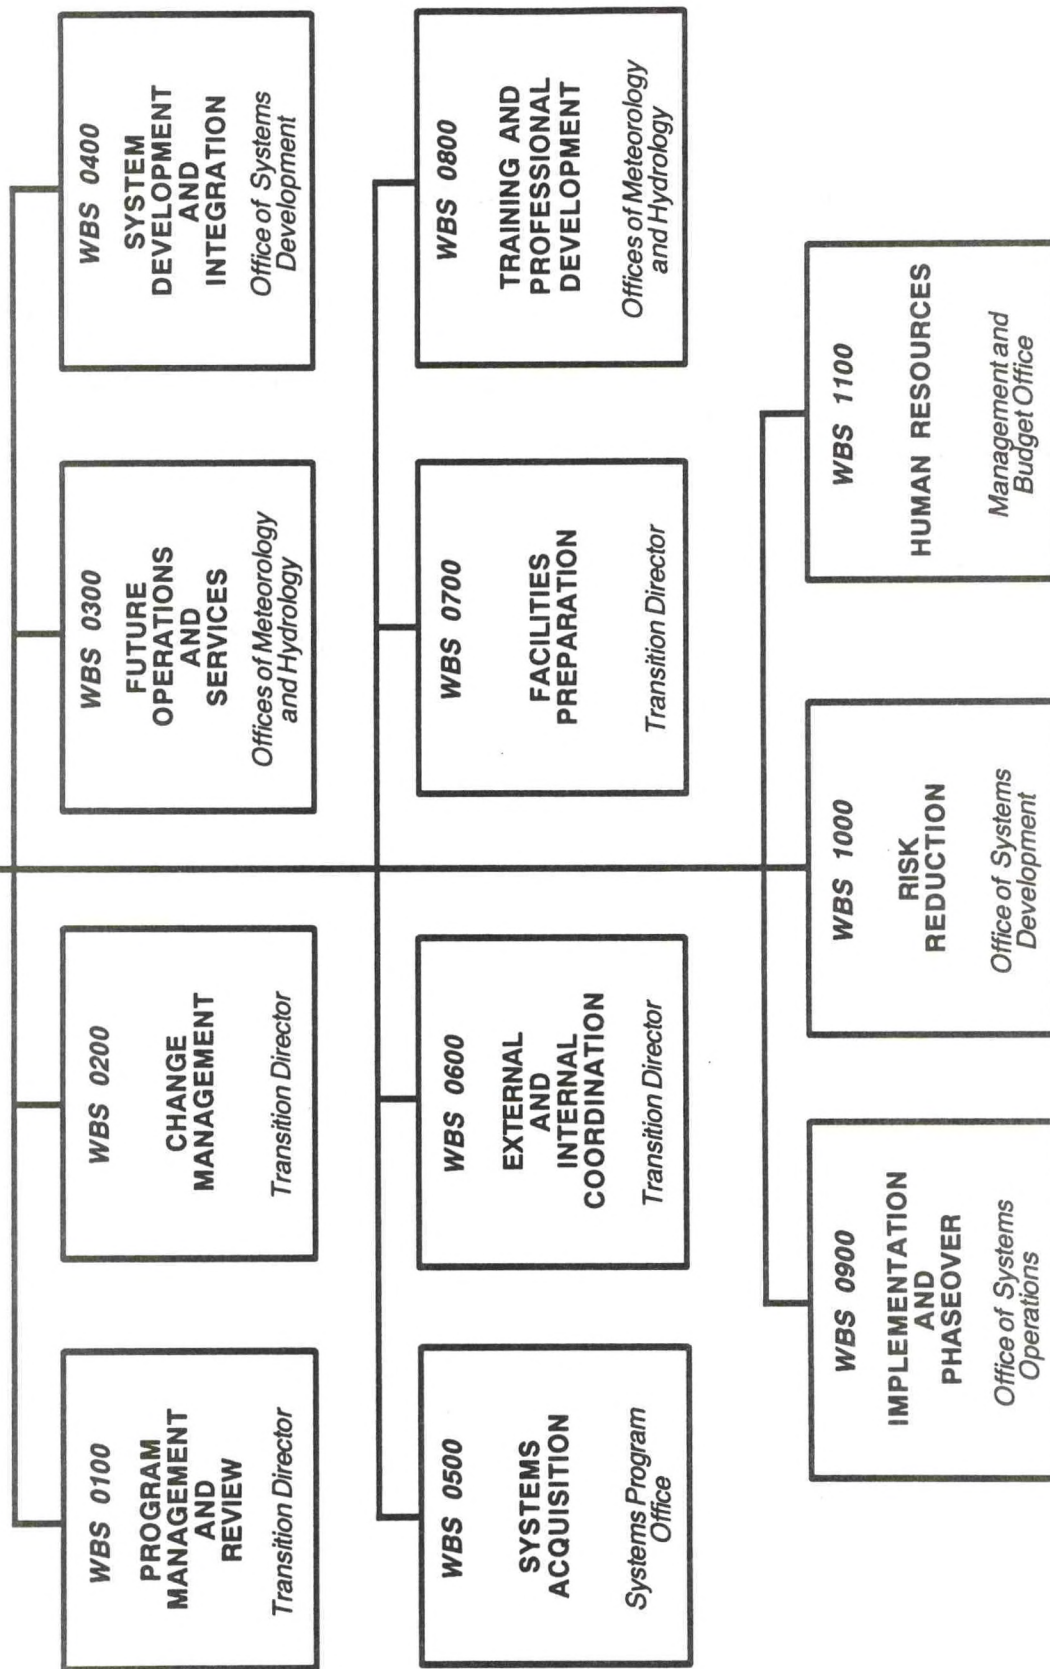 WBS 0100
PROGRAM
MANAGEMENT
AND
REVIEW
Transition Director
WBS 0200
CHANGE
MANAGEMENT
Transition Director
WBS 0300
FUTURE
OPERATIONS
AND
SERVICES
Offices of Meteorology
and Hydrology
WBS 0400
SYSTEM
DEVELOPMENT
AND
INTEGRATION
Office of Systems
Development
WBS 0500
SYSTEMS
ACQUISITION
Systems Program
Office
WBS 0600
EXTERNAL
AND
INTERNAL
COORDINATION
Transition Director
WBS 0700
FACILITIES
PREPARATION
Transition Director
WBS 0800
TRAINING AND
PROFESSIONAL
DEVELOPMENT
Offices of Meteorology
and Hydrology
WBS 0900
IMPLEMENTATION
AND
PHASEOVER
Office of Systems
Operations
WBS 1000
RISK
REDUCTION
Office of Systems
Development
WBS 1100
HUMAN RESOURCES
Management and
Budget Office